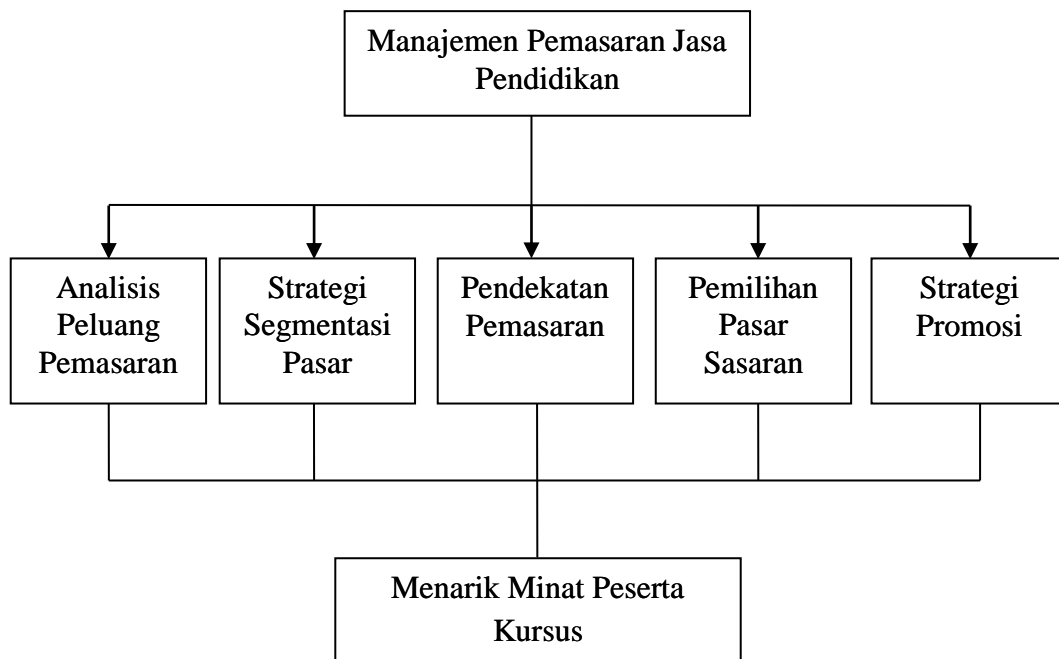 Manajemen Pemasaran Jasa
Pendidikan
Analisis
Peluang
Pemasaran
Strategi
Segmentasi
Pasar
Pendekatan
Pemasaran
Pemilihan
Pasar
Sasaran
Strategi
Promosi
Menarik Minat Peserta
Kursus